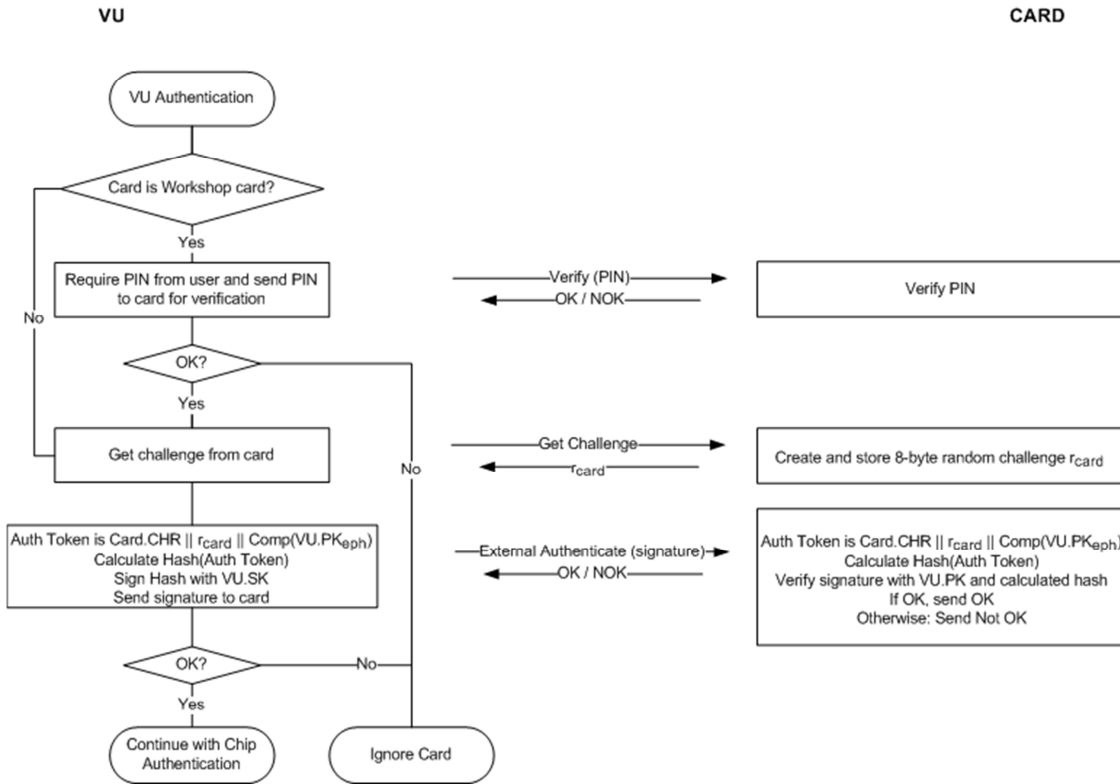 VU
CARD
VU Authentication
Card is Workshop card?
Yes
Require PIN from user and send PIN
to card for verification
Verify (PIN)
OK / NOK
Verify PIN
No
OK?
Yes
Get challenge from card
No
Get Challenge
rcard
Create and store 8-byte random challenge rcard
Auth Token is Card.CHR || rcard || Comp(VU.PKeph)
Calculate Hash(Auth Token)
Sign Hash with VU.SK
Send signature to card
External Authenticate (signature)
OK / NOK
Auth Token is Card.CHR || rcard || Comp(VU.PKeph)
Calculate Hash(Auth Token)
Verify signature with VU.PK and calculated hash
If OK, send OK
Otherwise: Send Not OK
OK?
No
Yes
Continue with Chip
Authentication
Ignore Card